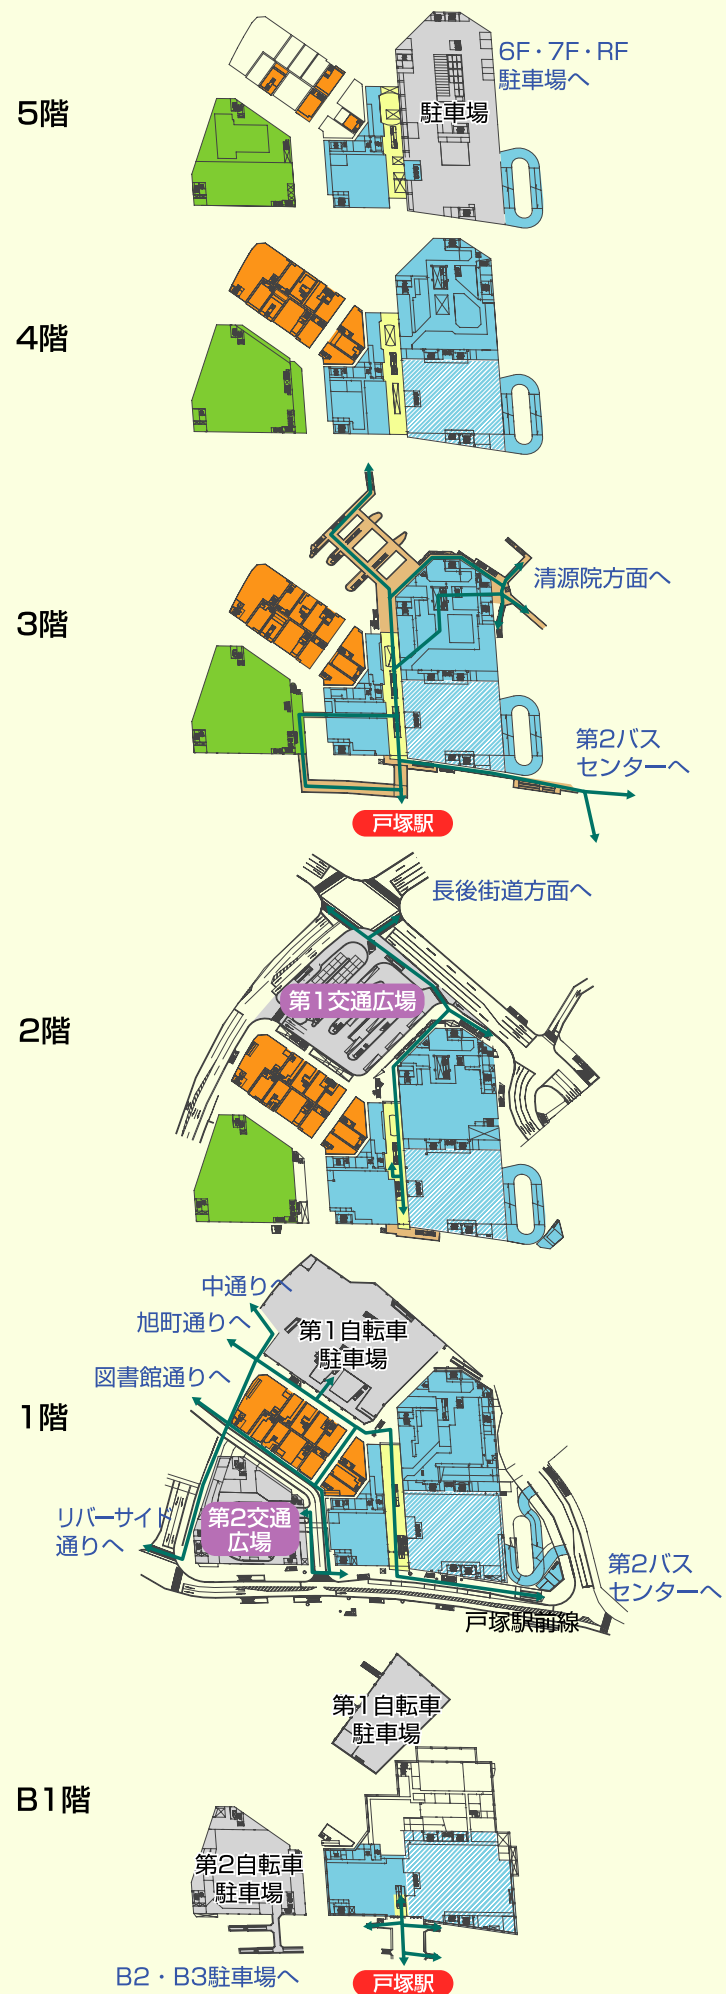 6F・7F・RF
駐車場へ
5階
駐車場
4階
3階
清源院方面へ
第2バス
センターへ
戸塚駅
長後街道方面へ
第1交通広場
2階
中通りへ
旭町通りへ
第1自転車
駐車場
図書館通りへ
1階
リバーサイド
通りへ
第2交通
広場
第2バス
センターへ
戸塚駅前線
第1自転車
駐車場
B1階
第2自転車
駐車場
B2・B3駐車場へ
戸塚駅